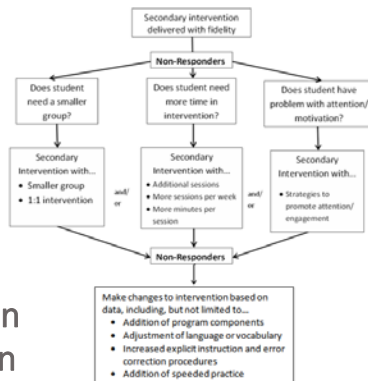 Secondary intervention
delivered with fidelity
Non-Responders
Does student
need a smaller
group?
Does student need
more time in
intervention?
Does student have
problem with attention/
motivation?
Secondary
Intervention with...
• Smaller group
• 1:1 intervention
and/
or
Secondary
Intervention with...
• Additional sessions
• More sessions per week
• More minutes per
session
and/
or
Secondary
Intervention with...
• Strategies to
promote attention/
engagement
Non-Responders
Make changes to intervention based on
data, including, but not limited to...
• Addition of program components
• Adjustment of language or vocabulary
• Increased explicit instruction and error
correction procedures
• Addition of speeded practice
n
n